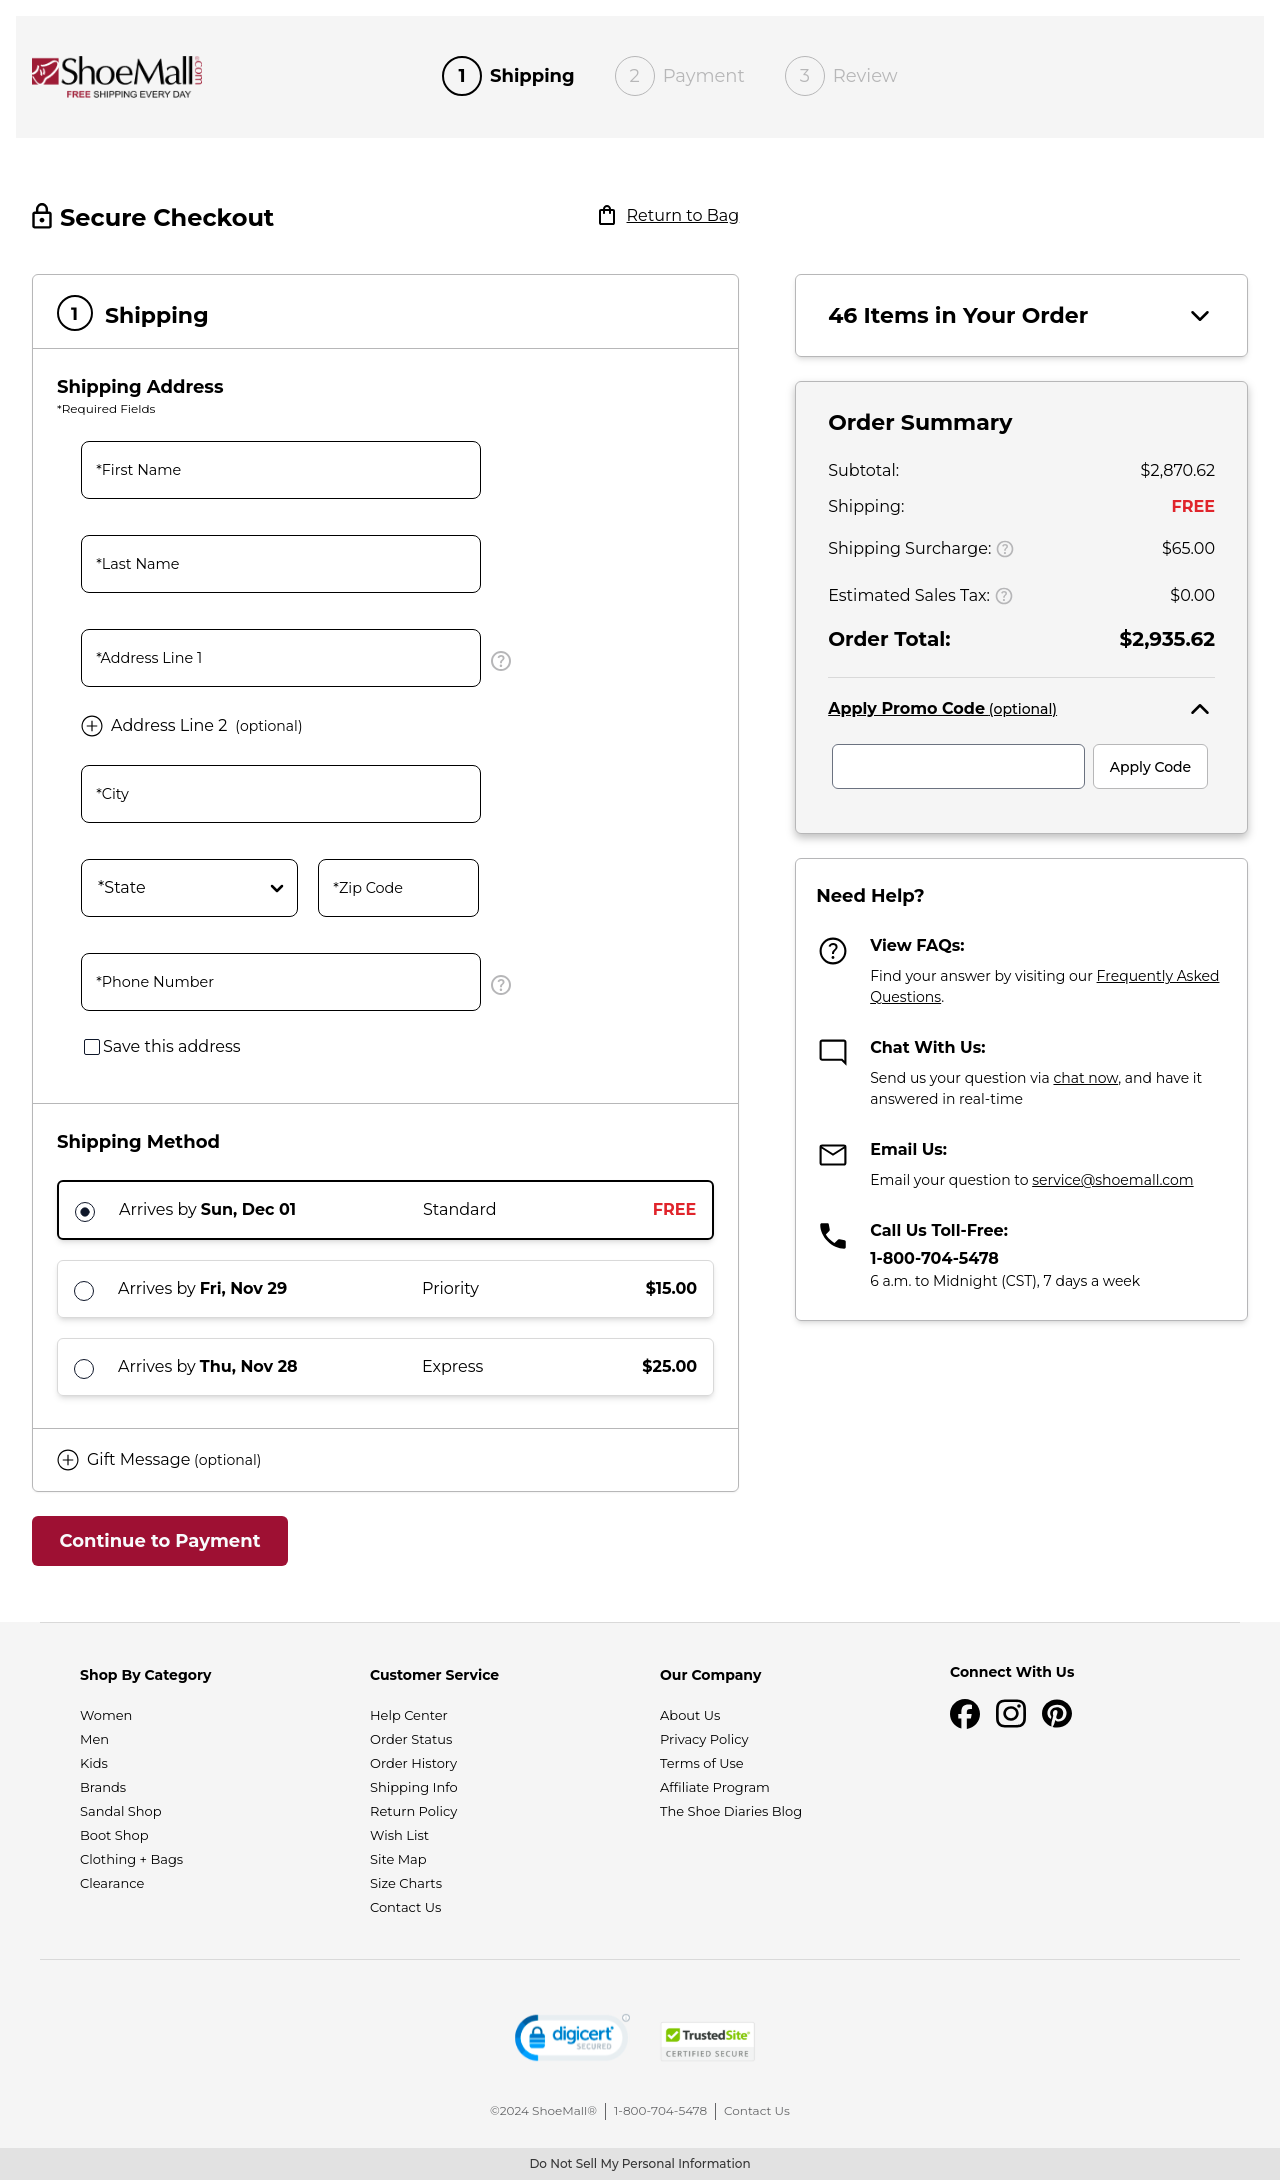 ShoeMall.com
FREE SHIPPING EVERY DAY
1 Shipping
2 Payment
3 Review
Secure Checkout
Return to Bag
1 Shipping
Shipping Address
*Required Fields
*First Name
*Last Name
*Address Line 1
?
Address Line 2 (optional)
*City
*State
*Zip Code
*Phone Number
?
Save this address
Shipping Method
Arrives by Sun, Dec 01 Standard FREE
Arrives by Fri, Nov 29 Priority $15.00
Arrives by Thu, Nov 28 Express $25.00
Gift Message (optional)
Continue to Payment
46 Items in Your Order
Order Summary
Subtotal: $2,870.62
Shipping: FREE
Shipping Surcharge: ? $65.00
Estimated Sales Tax: ? $0.00
Order Total: $2,935.62
Apply Promo Code (optional)
Apply Code
Need Help?
?
View FAQs:
Find your answer by visiting our Frequently Asked
Questions.
Chat With Us:
Send us your question via chat now, and have it
answered in real-time
Email Us:
Email your question to service@shoemall.com
Call Us Toll-Free:
1-800-704-5478
6 a.m. to Midnight (CST), 7 days a week
Shop By Category
Women
Men
Kids
Brands
Sandal Shop
Boot Shop
Clothing + Bags
Clearance
Customer Service
Help Center
Order Status
Order History
Shipping Info
Return Policy
Wish List
Site Map
Size Charts
Contact Us
Our Company
About Us
Privacy Policy
Terms of Use
Affiliate Program
The Shoe Diaries Blog
Connect With Us
digicert
SECURED
TrustedSite
CERTIFIED SECURE
©2024 ShoeMall® | 1-800-704-5478 | Contact Us
Do Not Sell My Personal Information